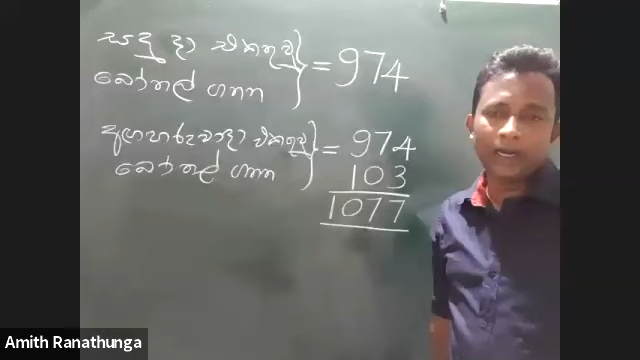 සඳු දා එකතු වූ } = 974
බෝතල් ගණන
අඟහරුවාදා එකතු වූ } = 974
බෝතල් ගණන 103
1077
Amith Ranathunga